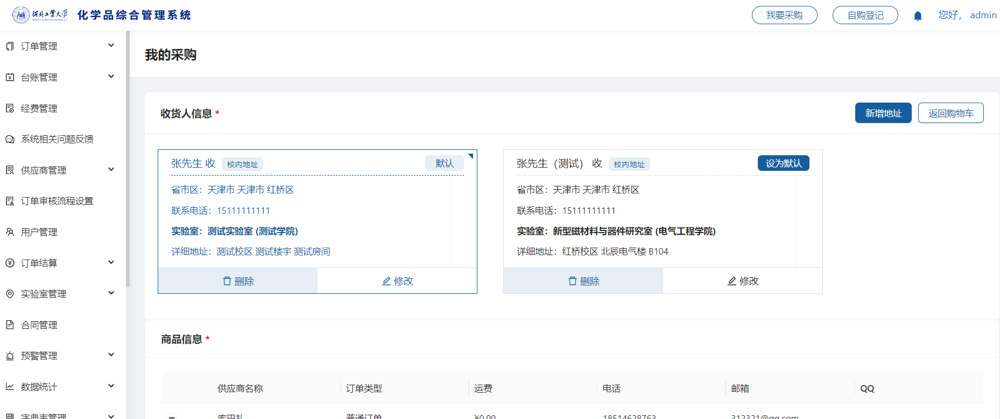 河北工业大学 化学品综合管理系统 我要采购 自购登记 您好， admin
订单管理
台账管理
经费管理
系统相关问题反馈
供应商管理
订单审核流程设置
用户管理
订单结算
实验室管理
合同管理
预警管理
数据统计
字典表管理
我的采购
收货人信息 * 新增地址 返回购物车
张先生 收 校内地址 默认
省市区：天津市 天津市 红桥区
联系电话：15111111111
实验室：测试实验室 (测试学院)
详细地址：测试校区 测试楼宇 测试房间
删除 修改
张先生（测试） 收 校内地址 设为默认
省市区：天津市 天津市 红桥区
联系电话：15111111111
实验室：新型磁材料与器件研究室 (电气工程学院)
详细地址：红桥校区 北辰电气楼 B104
删除 修改
商品信息 *
供应商名称 订单类型 运费 电话 邮箱 QQ
库巴扎 普通订单 ¥0.00 18514628763 312321@qq.com